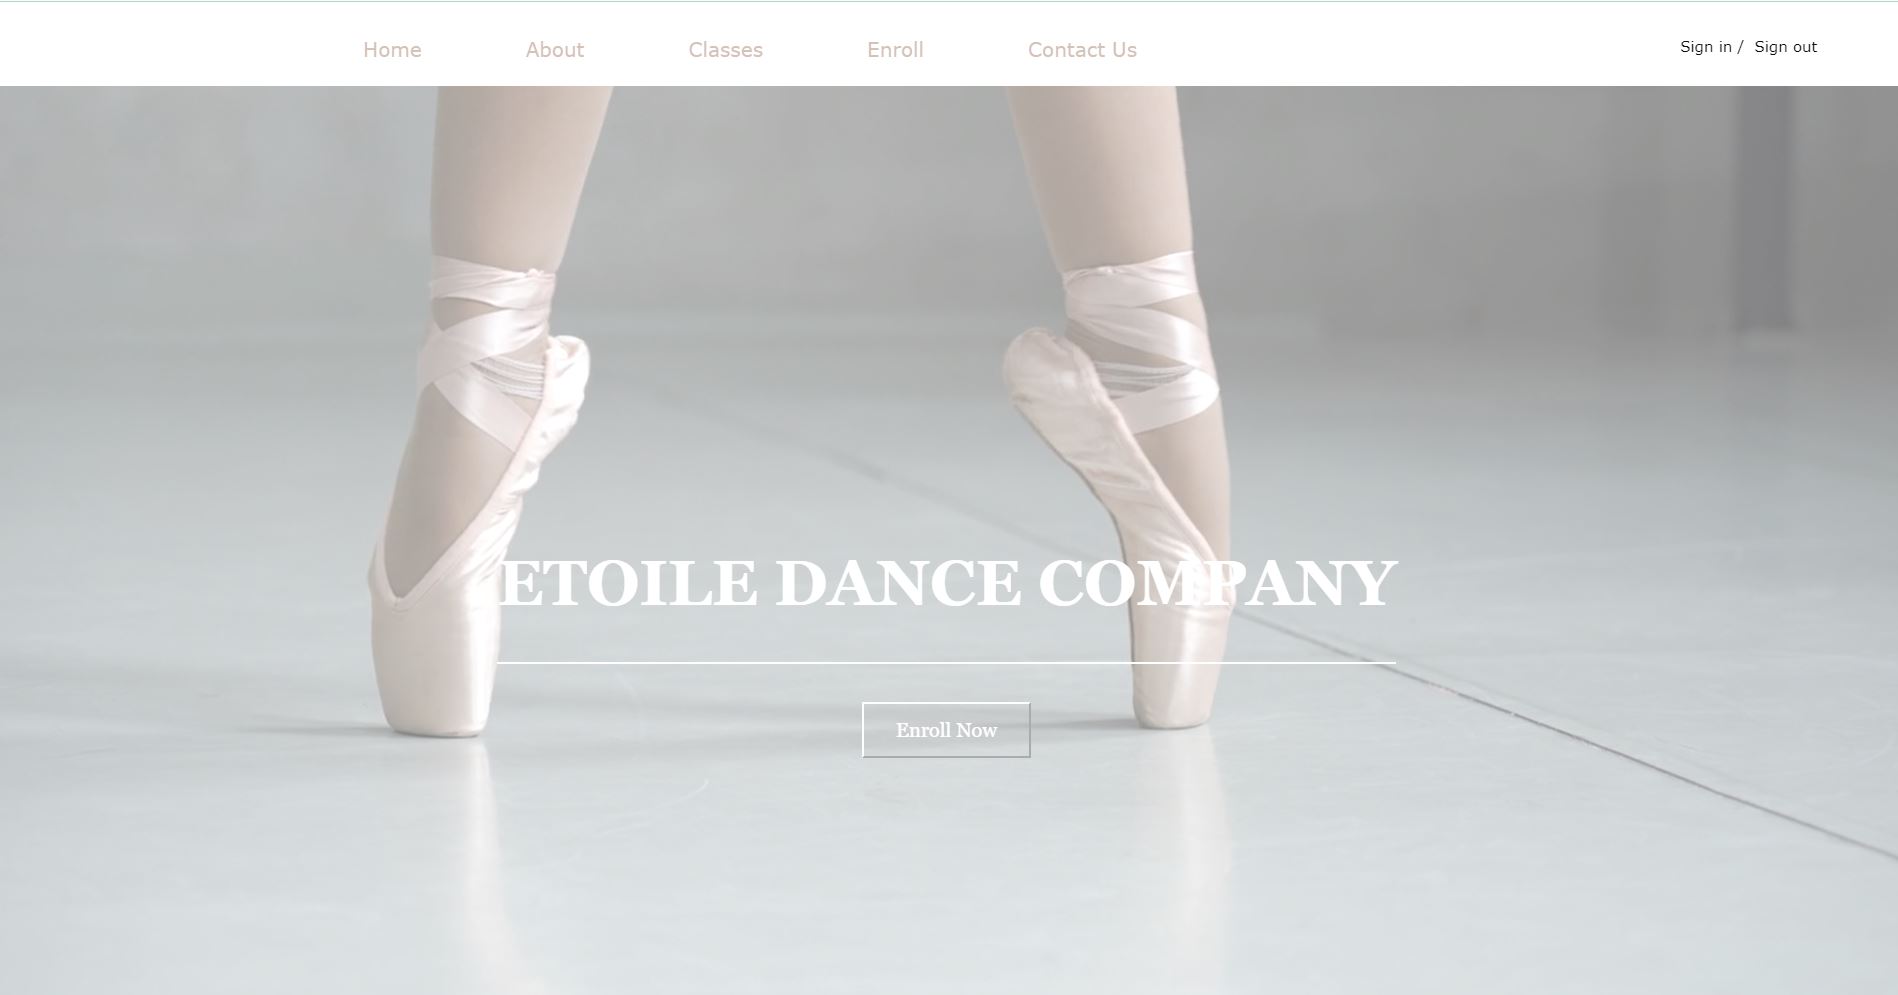 Home About Classes Enroll Contact Us Sign in / Sign out
ETOILE DANCE COMPANY
Enroll Now